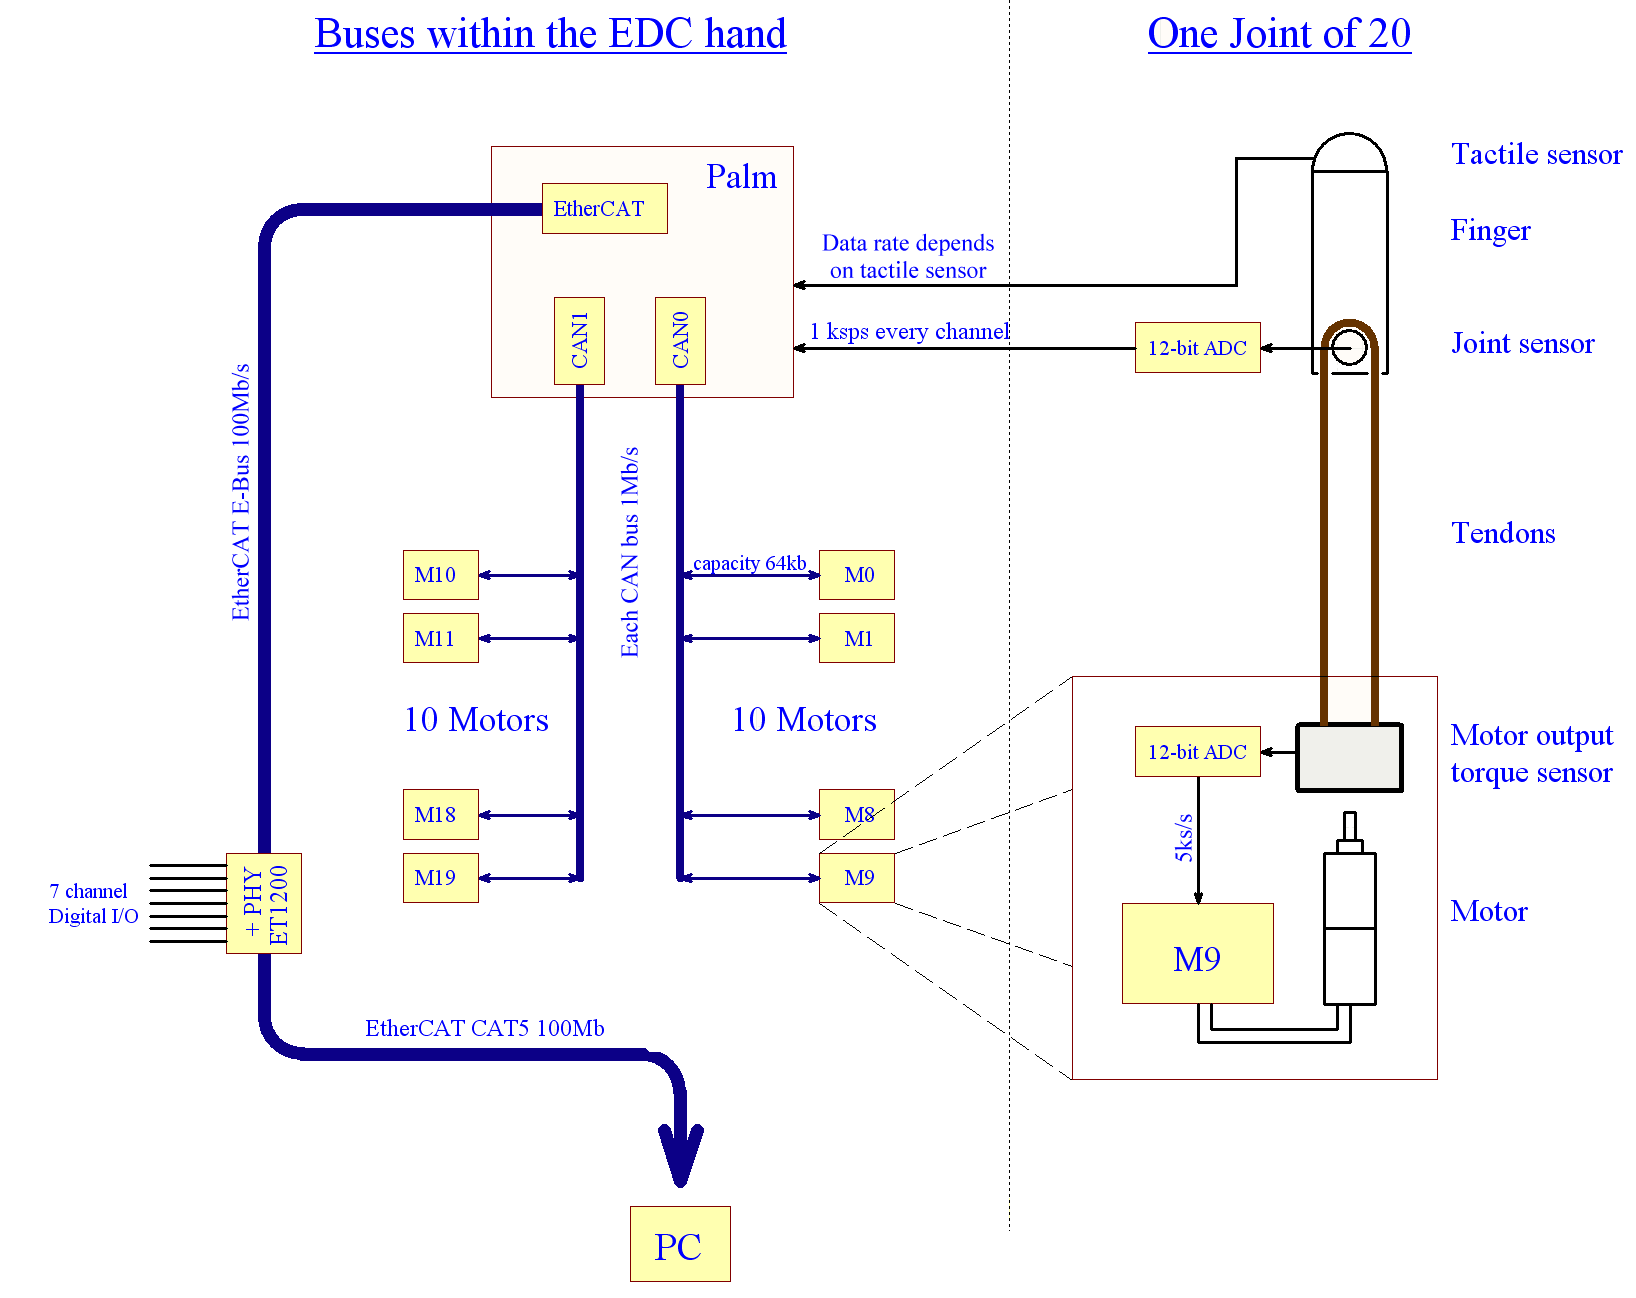 Buses within the EDC hand
One Joint of 20
Palm
EtherCAT
CAN1
CAN0
Data rate depends
on tactile sensor
1 ksps every channel
12-bit ADC
Tactile sensor
Finger
Joint sensor
Tendons
EtherCAT E-Bus 100Mb/s
Each CAN bus 1Mb/s
capacity 64kb
M10
M0
M11
M1
10 Motors
10 Motors
M18
M8
M19
M9
12-bit ADC
5ks/s
M9
Motor output
torque sensor
Motor
7 channel
Digital I/O
+ PHY
ET1200
EtherCAT CAT5 100Mb
PC